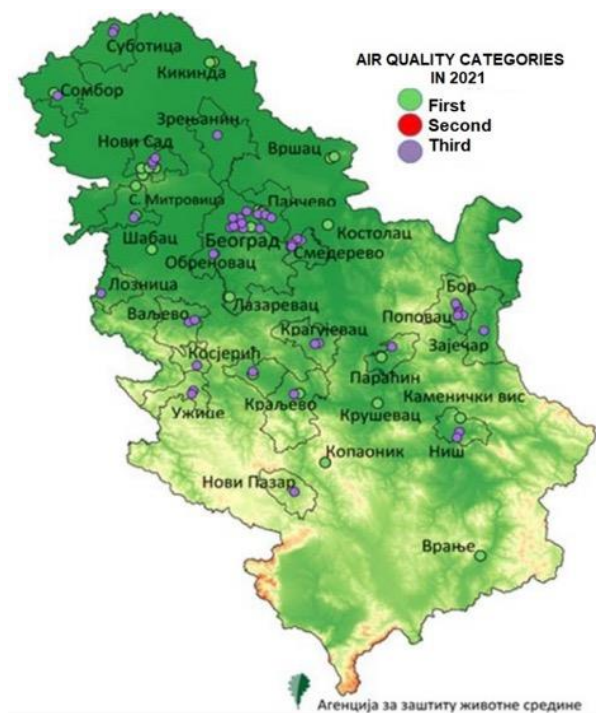 Суботица
Кикинда
AIR QUALITY CATEGORIES
IN 2021
First
Second
Third
Сомбор
Зрењанин
Нови Сад
Вршац
С. Митровица
Панчево
Београд
Костолац
Шабац
Смедерево
Обреновац
Лозница
Лазаревац
Бор
Ваљево
Крагујевац
Поповац
Зајечар
Косјерић
Параћин
Каменички вис
Ужице
Краљево
Крушевац
Ниш
Копаоник
Нови Пазар
Врање
Агенција за заштиту животне средине